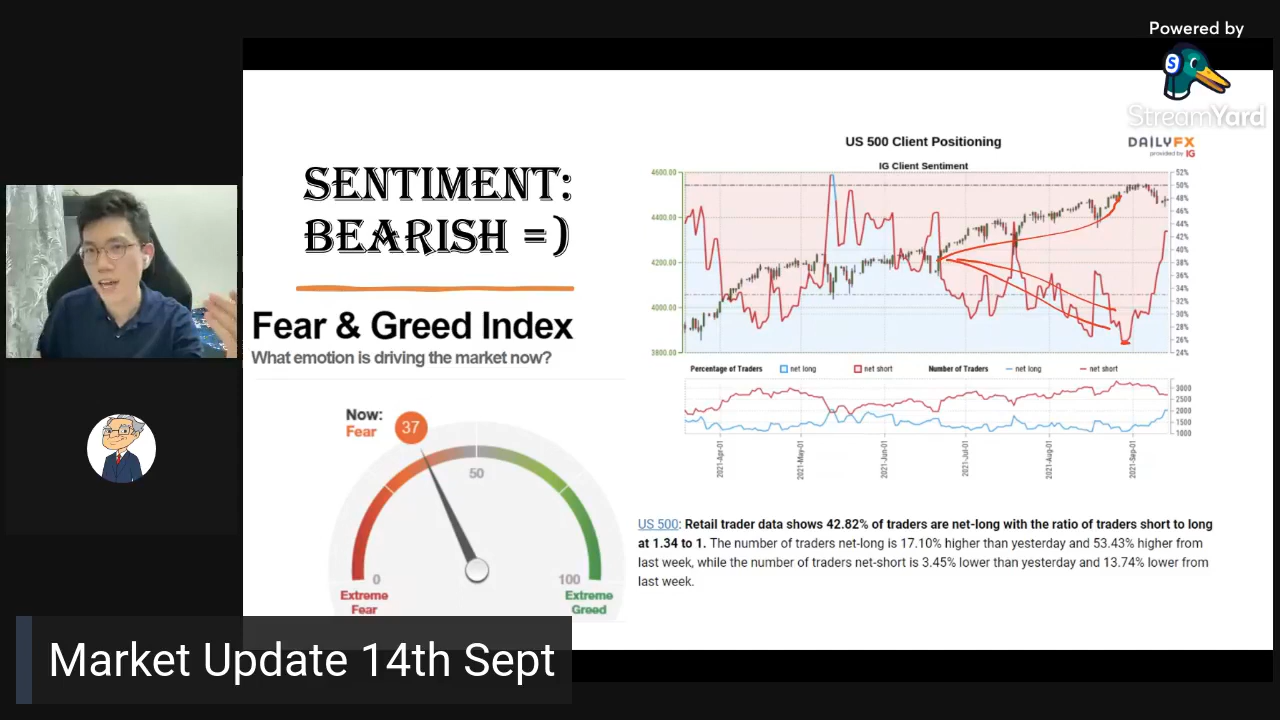 Powered by
S
StreamYard
SENTIMENT:
BEARISH =)
Fear & Greed Index
What emotion is driving the market now?
Now:
Fear
37
50
0
100
Extreme
Fear
Extreme
Greed
US 500 Client Positioning
DAILYFX
provided by IG
IG Client Sentiment
4600.00
4400.00
4200.00
4000.00
3800.00
52%
50%
48%
46%
44%
42%
40%
38%
36%
34%
32%
30%
28%
26%
24%
Percentage of Traders net long net short Number of Traders net long net short
3000
2500
2000
1500
1000
2021-Apr-01
2021-May-01
2021-Jun-01
2021-Jul-01
2021-Aug-01
2021-Sep-01
US 500: Retail trader data shows 42.82% of traders are net-long with the ratio of traders short to long
at 1.34 to 1. The number of traders net-long is 17.10% higher than yesterday and 53.43% higher from
last week, while the number of traders net-short is 3.45% lower than yesterday and 13.74% lower from
last week.
Market Update 14th Sept